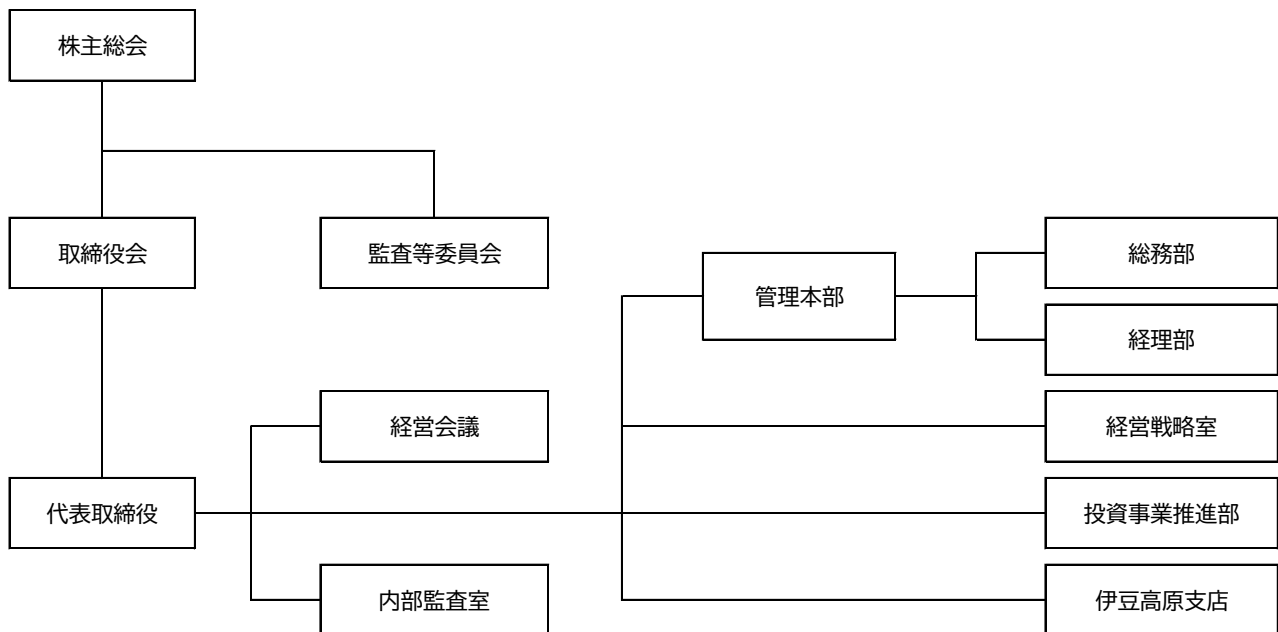 株主総会
取締役会
監査等委員会
総務部
管理本部
経理部
経営会議
経営戦略室
代表取締役
投資事業推進部
内部監査室
伊豆高原支店